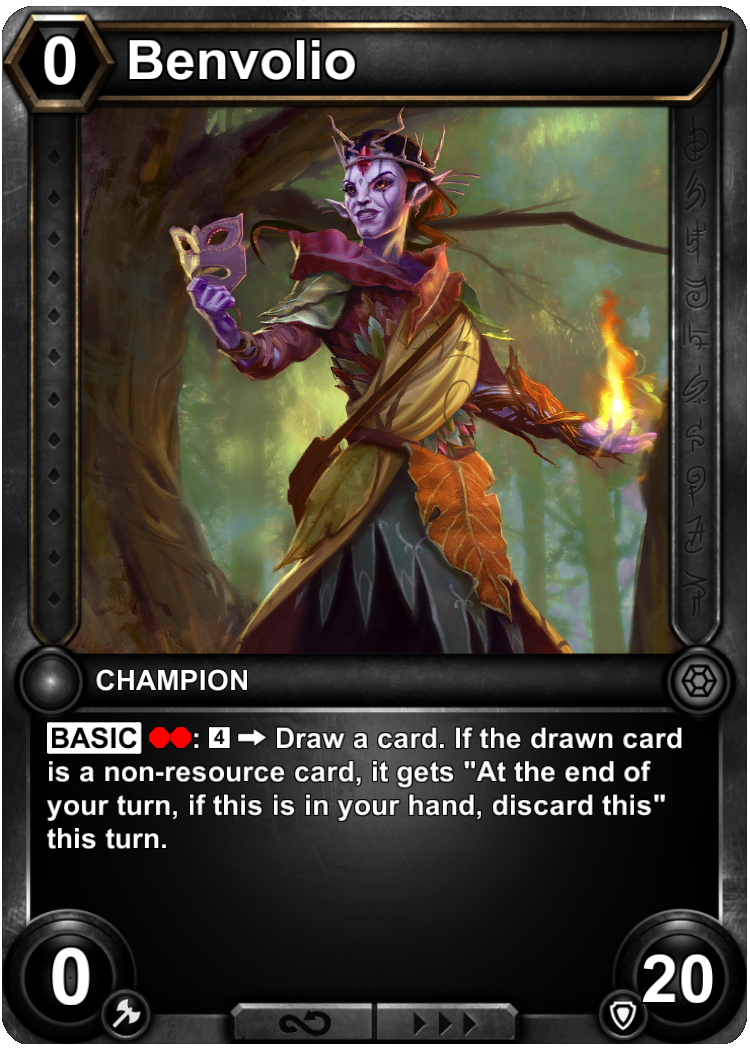 0 Benvolio
CHAMPION
BASIC : 4 → Draw a card. If the drawn card
is a non-resource card, it gets "At the end of
your turn, if this is in your hand, discard this"
this turn.
0
20